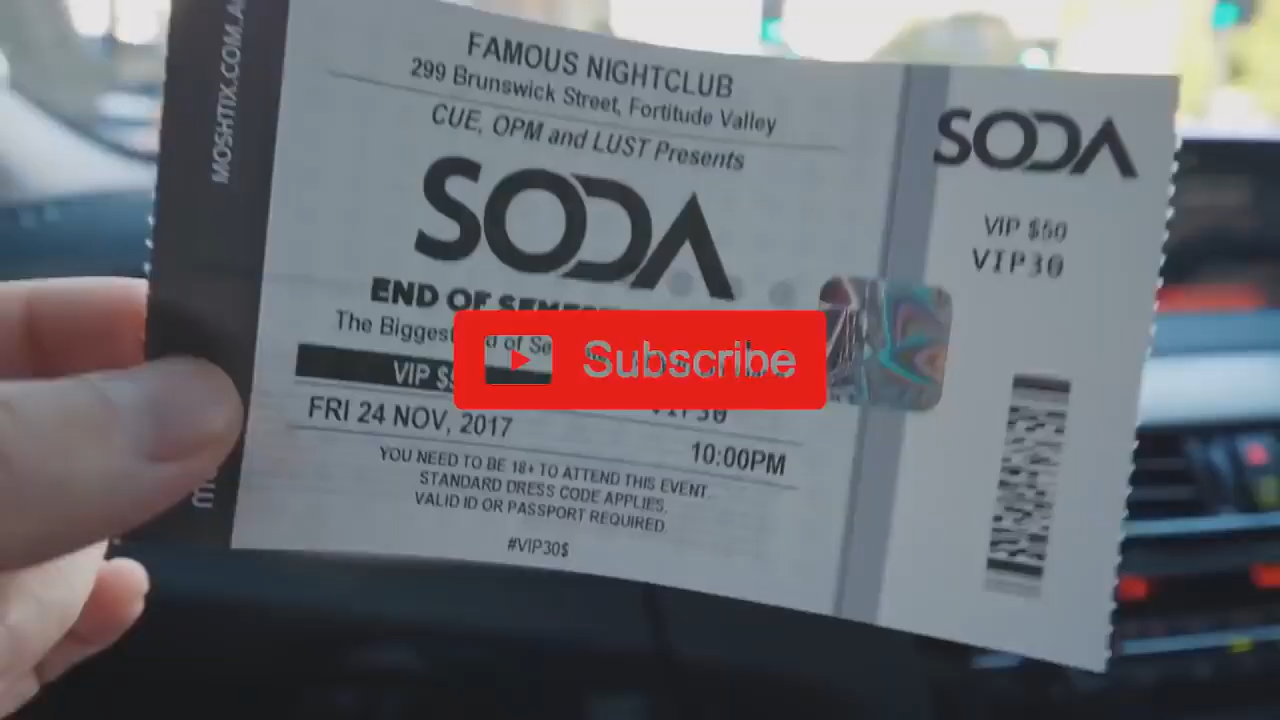 MOSHTIX.COM.A
FAMOUS NIGHTCLUB
299 Brunswick Street, Fortitude Valley
CUE, OPM and LUST Presents
SODA
END OF
The Biggest
Subscribe
VIP
FRI 24 NOV, 2017
10:00PM
YOU NEED TO BE 18+ TO ATTEND THIS EVENT.
STANDARD DRESS CODE APPLIES.
VALID ID OR PASSPORT REQUIRED.
#VIP30$
SODA
VIP $50
VIP30